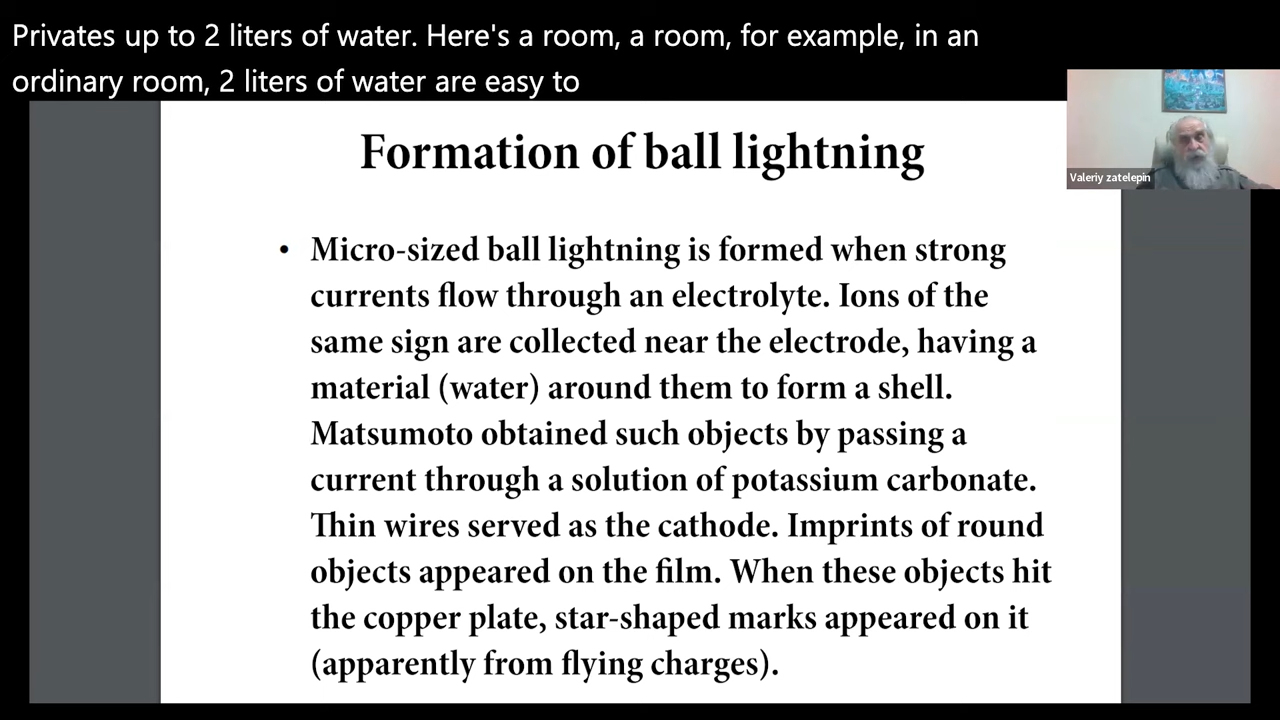 Privates up to 2 liters of water. Here's a room, a room, for example, in an
ordinary room, 2 liters of water are easy to
Valeriy zatelepin
Formation of ball lightning
• Micro-sized ball lightning is formed when strong
currents flow through an electrolyte. Ions of the
same sign are collected near the electrode, having a
material (water) around them to form a shell.
Matsumoto obtained such objects by passing a
current through a solution of potassium carbonate.
Thin wires served as the cathode. Imprints of round
objects appeared on the film. When these objects hit
the copper plate, star-shaped marks appeared on it
(apparently from flying charges).